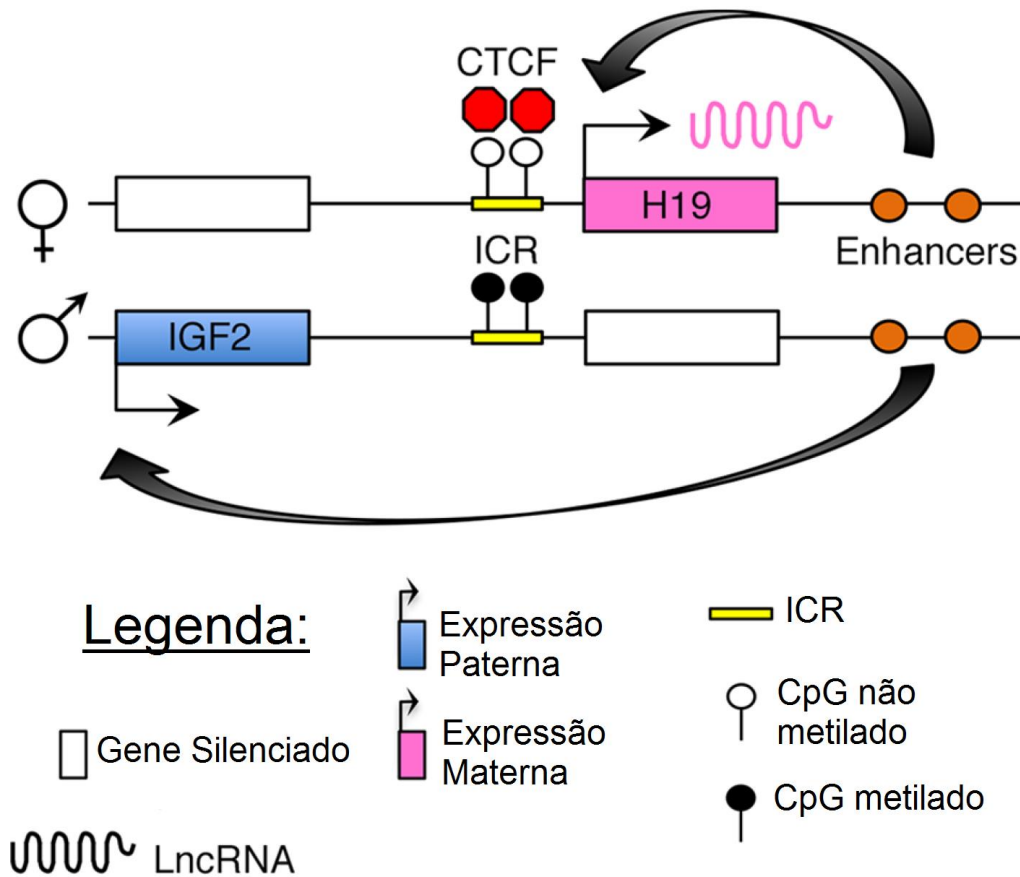 CTCF
H19
Enhancers
ICR
IGF2
Legenda:
Expressão
Paterna
ICR
Gene Silenciado
Expressão
Materna
CpG não
metilado
CpG metilado
LncRNA